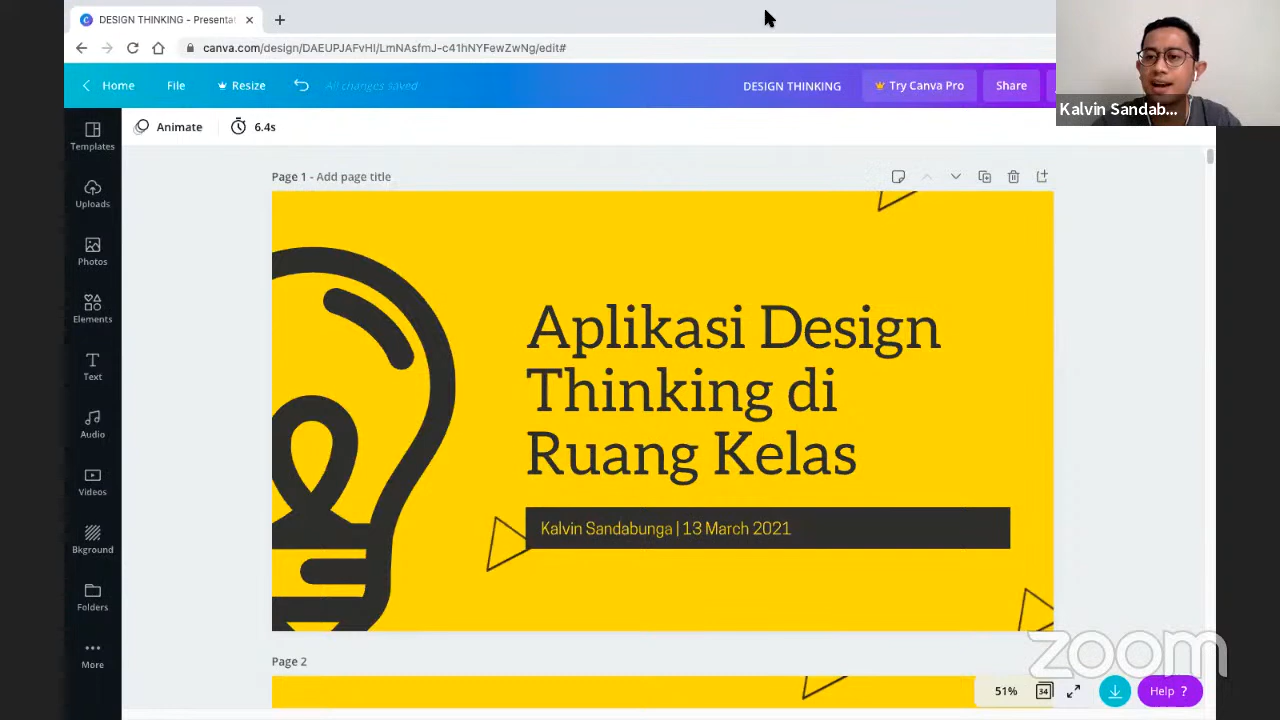 DESIGN THINKING - Presentat
canva.com/design/DAEUPJAFvHI/LmNAsfmJ-c41hNYFewZwNg/edit#
Home
File
Resize
All changes saved
DESIGN THINKING
Try Canva Pro
Share
Kalvin Sandab...
Animate
6.4s
Templates
Uploads
Photos
Elements
Text
Audio
Videos
Bkground
Folders
More
Page 1 - Add page title
Aplikasi Design
Thinking di
Ruang Kelas
Kalvin Sandabunga | 13 March 2021
Page 2
zoom
51%
34
Help ?